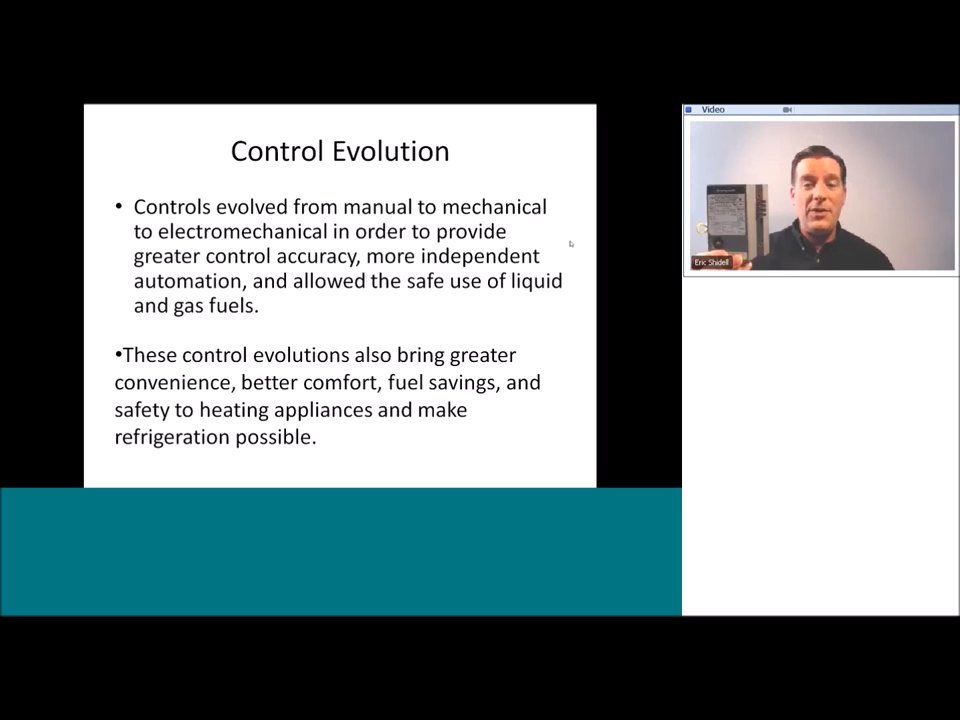 Control Evolution
• Controls evolved from manual to mechanical
to electromechanical in order to provide
greater control accuracy, more independent
automation, and allowed the safe use of liquid
and gas fuels.
•These control evolutions also bring greater
convenience, better comfort, fuel savings, and
safety to heating appliances and make
refrigeration possible.
Video
Eric Shidell